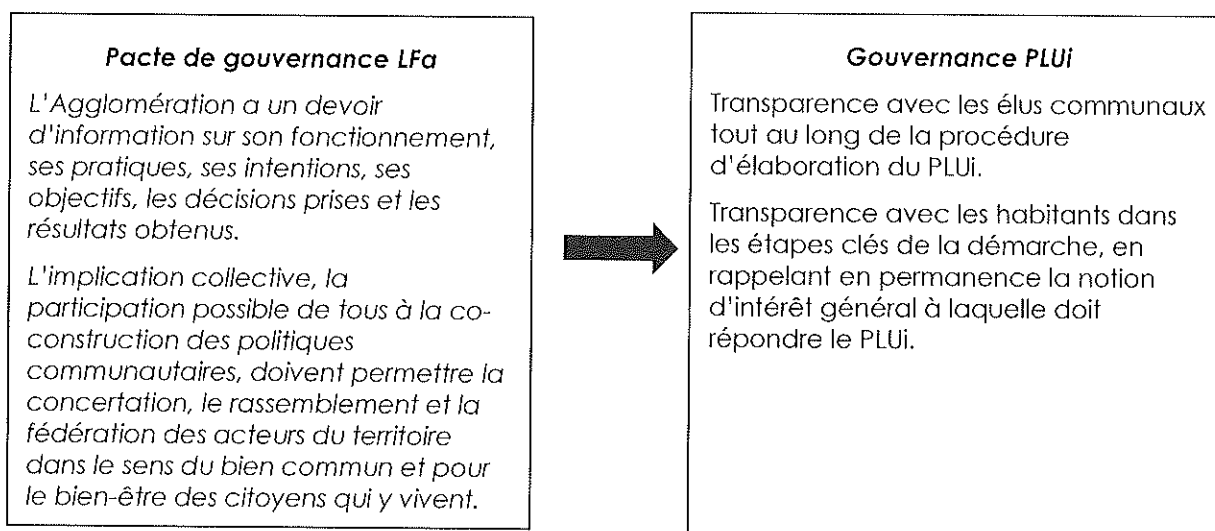 Pacte de gouvernance LFa
L'Agglomération a un devoir
d'information sur son fonctionnement,
ses pratiques, ses intentions, ses
objectifs, les décisions prises et les
résultats obtenus.
L'implication collective, la
participation possible de tous à la co-
construction des politiques
communautaires, doivent permettre la
concertation, le rassemblement et la
fédération des acteurs du territoire
dans le sens du bien commun et pour
le bien-être des citoyens qui y vivent.
Gouvernance PLUi
Transparence avec les élus communaux
tout au long de la procédure
d'élaboration du PLUi.
Transparence avec les habitants dans
les étapes clés de la démarche, en
rappelant en permanence la notion
d'intérêt général à laquelle doit
répondre le PLUi.